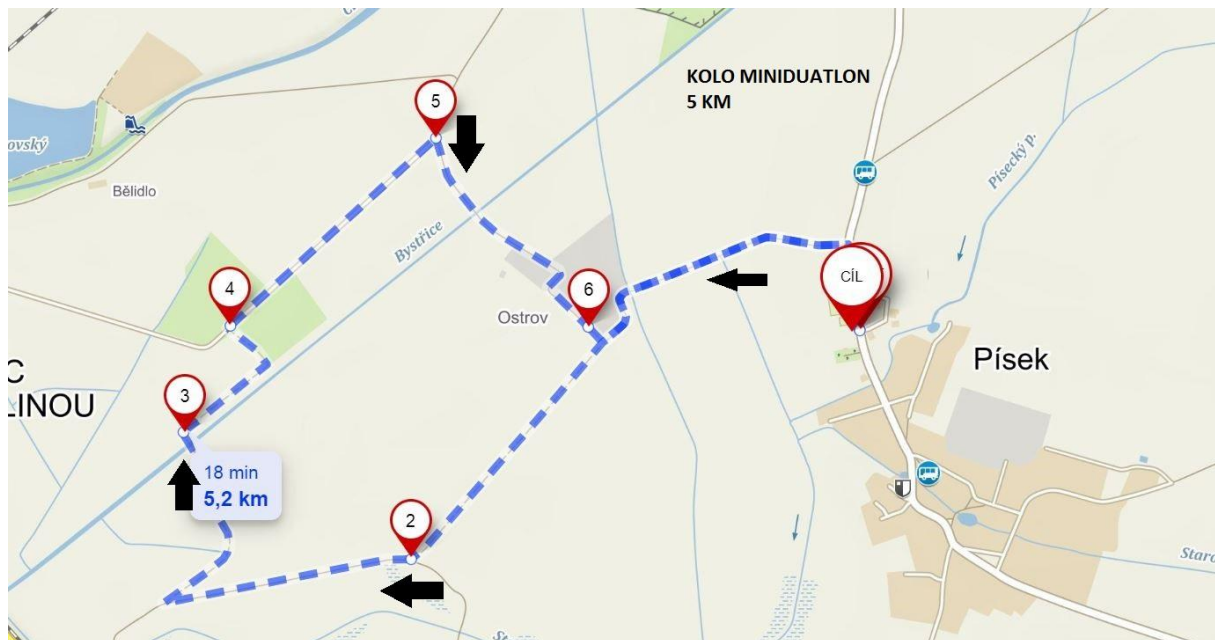 KOLO MINIDUATLON
5 KM
5
Písecký p.
ovský
Bělidlo
Bystřice
CÍL
4
6
Ostrov
Písek
C
LINOU
3
18 min
5,2 km
2
Staro